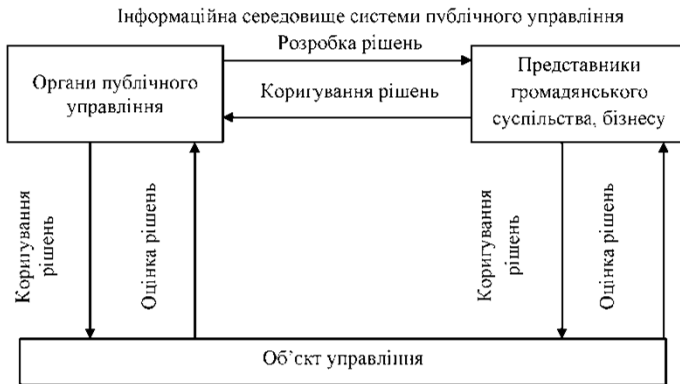 Інформаційна середовище системи публічного управління
Розробка рішень
Органи публічного
управління
Представники
громадянського
суспільства, бізнесу
Коригування рішень
Коригування
рішень
Оцінка рішень
Коригування
рішень
Оцінка рішень
Об’єкт управління